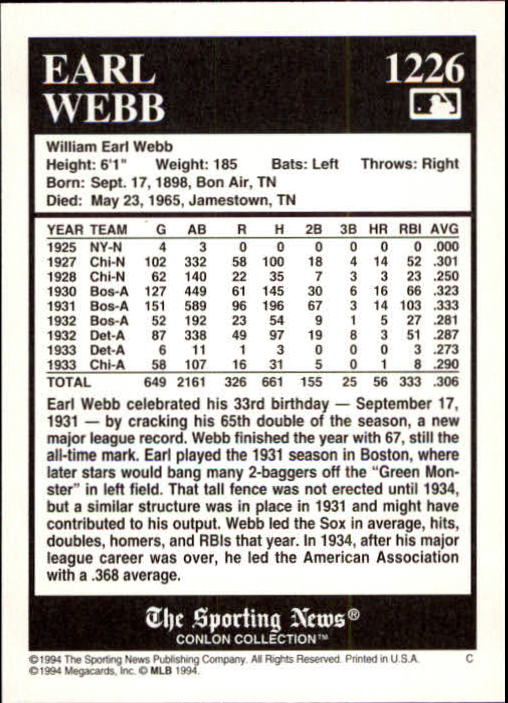 EARL
WEBB
1226
William Earl Webb
Height: 6'1" Weight: 185 Bats: Left Throws: Right
Born: Sept. 17, 1898, Bon Air, TN
Died: May 23, 1965, Jamestown, TN
YEAR TEAM G AB R H 2B 3B HR RBI AVG
1925 NY-N 4 3 0 0 0 0 0 0 .000
1927 Chi-N 102 332 58 100 18 4 14 52 .301
1928 Chi-N 62 140 22 35 7 3 3 23 .250
1930 Bos-A 127 449 61 145 30 6 16 66 .323
1931 Bos-A 151 589 96 196 67 3 14 103 .333
1932 Bos-A 52 192 23 54 9 1 5 27 .281
1932 Det-A 87 338 49 97 19 8 3 51 .287
1933 Det-A 6 11 1 3 0 0 0 3 .273
1933 Chi-A 58 107 16 31 5 0 1 8 .290
TOTAL 649 2161 326 661 155 25 56 333 .306
Earl Webb celebrated his 33rd birthday — September 17,
1931 — by cracking his 65th double of the season, a new
major league record. Webb finished the year with 67, still the
all-time mark. Earl played the 1931 season in Boston, where
later stars would bang many 2-baggers off the "Green Mon-
ster" in left field. That tall fence was not erected until 1934,
but a similar structure was in place in 1931 and might have
contributed to his output. Webb led the Sox in average, hits,
doubles, homers, and RBIs that year. In 1934, after his major
league career was over, he led the American Association
with a .368 average.
The Sporting News®
CONLON COLLECTION™
©1994 The Sporting News Publishing Company. All Rights Reserved. Printed in U.S.A. C
©1994 Megacards, Inc. © MLB 1994.